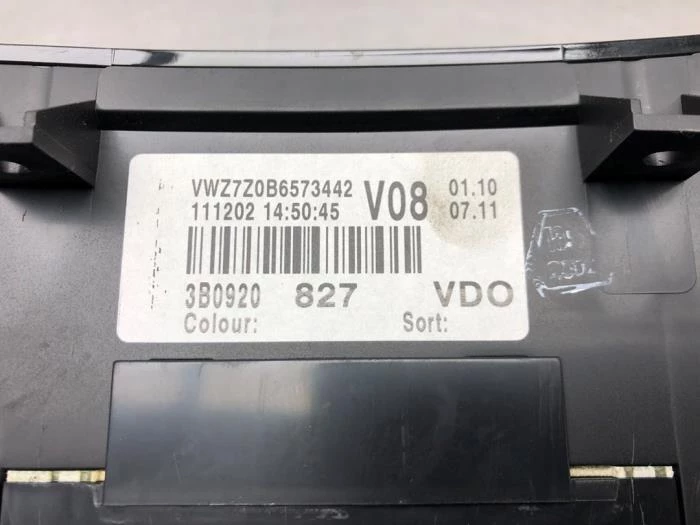 VWZ7Z0B6573442 V08 01.10
111202 14:50:45 07.11
3B0920 827 VDO
Colour: Sort: